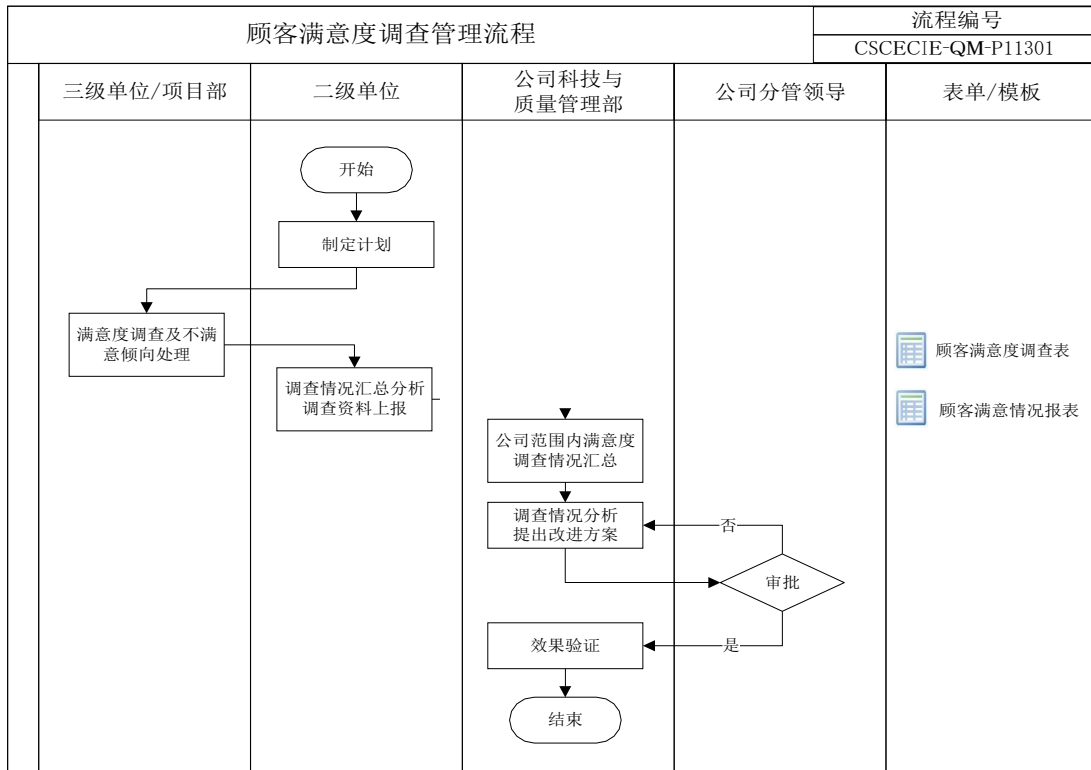 顾客满意度调查管理流程
流程编号
CSCECIE-QM-P11301
三级单位/项目部
二级单位
公司科技与
质量管理部
公司分管领导
表单/模板
开始
制定计划
满意度调查及不满
意倾向处理
顾客满意度调查表
调查情况汇总分析
调查资料上报
顾客满意情况报表
公司范围内满意度
调查情况汇总
调查情况分析
提出改进方案
否
审批
效果验证
是
结束